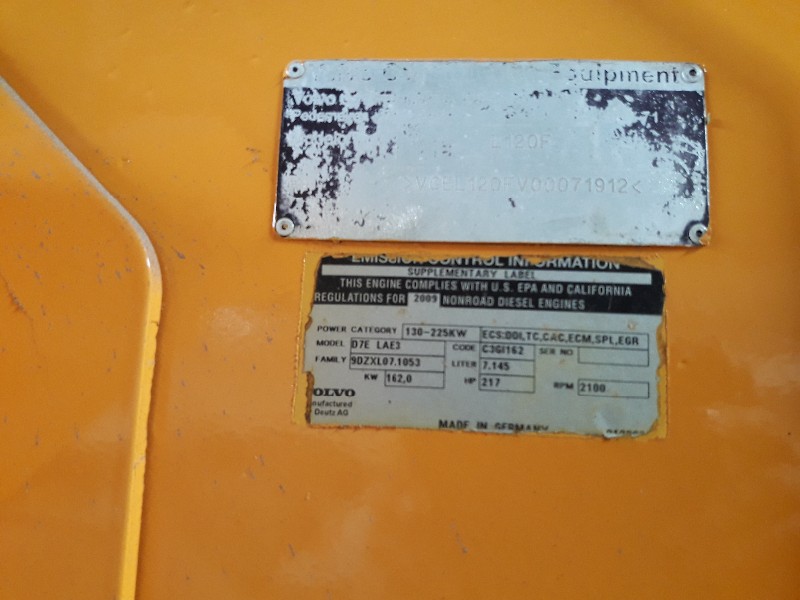 Equipment
Volvo
L120F
>VCEL120FV00071912<
EMISSION CONTROL INFORMATION
SUPPLEMENTARY LABEL
THIS ENGINE COMPLIES WITH U.S. EPA AND CALIFORNIA
REGULATIONS FOR 2009 NONROAD DIESEL ENGINES
POWER CATEGORY 130-225KW ECS:DDI,TC,CAC,ECM,SPL,EGR
MODEL D7E LAE3 CODE C3GI162 SER NO
FAMILY 9DZXL07.1053 LITER 7.145
KW 162,0 HP 217 RPM 2100
VOLVO
nufactured
Deutz AG
MADE IN GERMANY